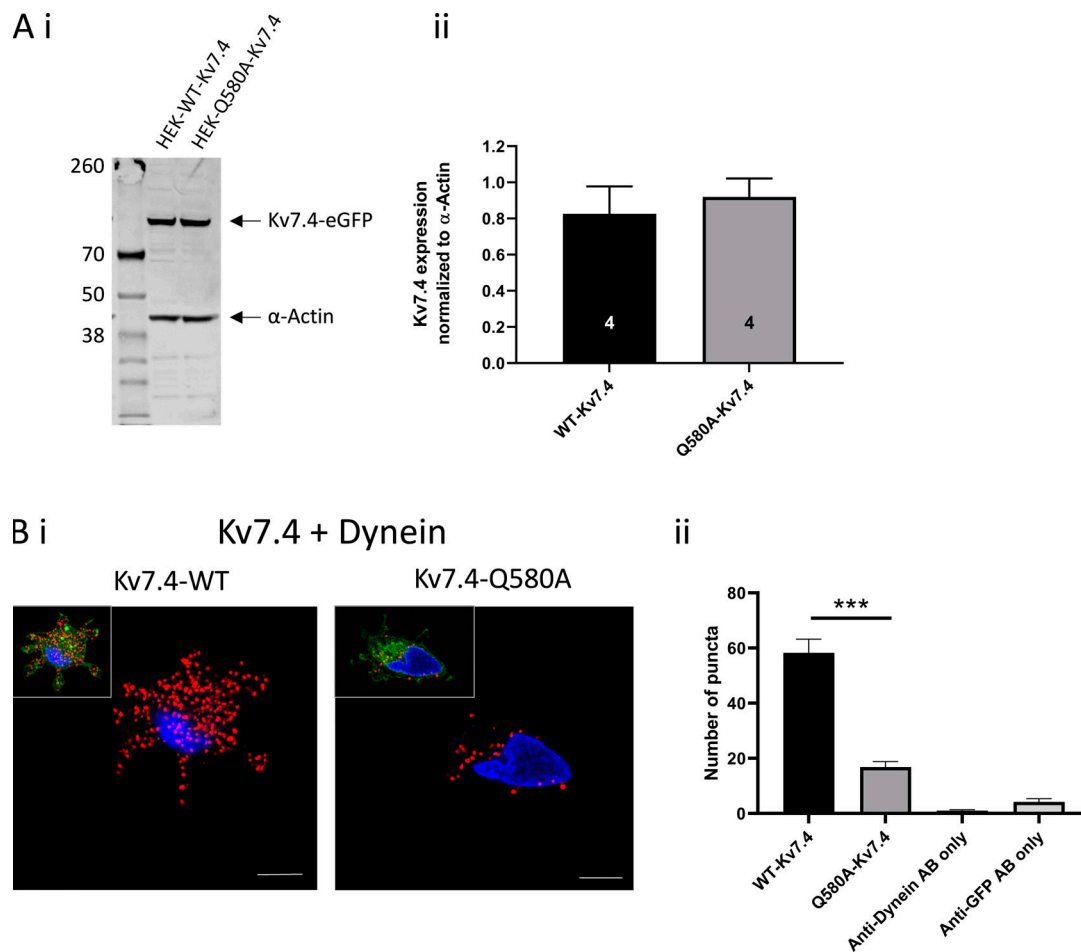 A i
HEK-WT-Kv7.4
HEK-Q580A-Kv7.4
260
70
50
38
Kv7.4-eGFP
α-Actin
ii
Kv7.4 expression
normalized to α-Actin
1.2
1.0
0.8
0.6
0.4
0.2
0.0
4
4
WT-Kv7.4
Q580A-Kv7.4
B i
Kv7.4 + Dynein
Kv7.4-WT
Kv7.4-Q580A
ii
Number of puncta
80
60
40
20
0
***
WT-Kv7.4
Q580A-Kv7.4
Anti-Dynein AB only
Anti-GFP AB only